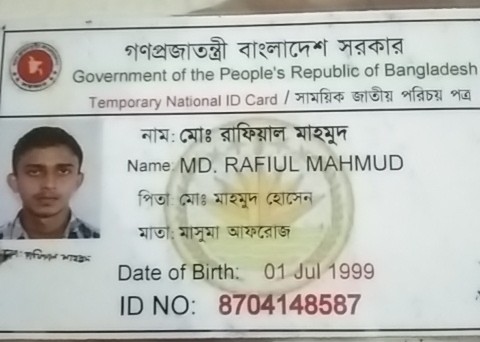 গণপ্রজাতন্ত্রী বাংলাদেশ সরকার
Government of the People's Republic of Bangladesh
Temporary National ID Card / সাময়িক জাতীয় পরিচয় পত্র
নাম: মোঃ রাফিয়াল মাহমুদ
Name: MD. RAFIUL MAHMUD
পিতা: মোঃ মাহমুদ হোসেন
মাতা: মাসুমা আফরোজ
Date of Birth: 01 Jul 1999
ID NO: 8704148587